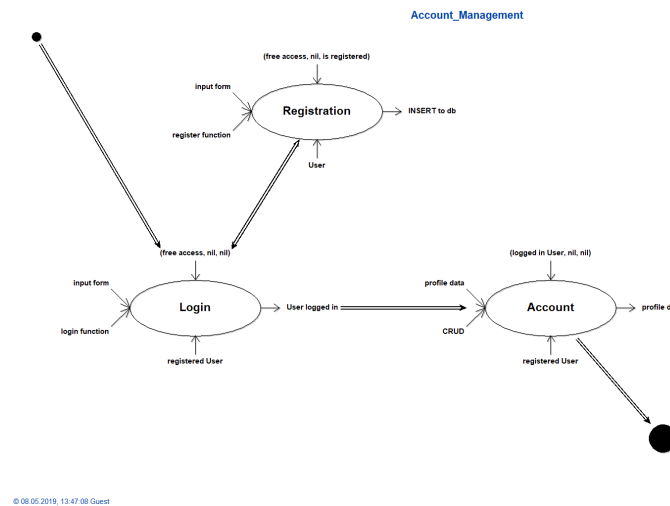 Account_Management
(free access, nil, is registered)
input form
Registration
INSERT to db
register function
User
(free access, nil, nil)
(logged in User, nil, nil)
input form
profile data
Login
User logged in
Account
profile d
login function
CRUD
registered User
registered User
© 08.05.2019, 13:47:08 Guest